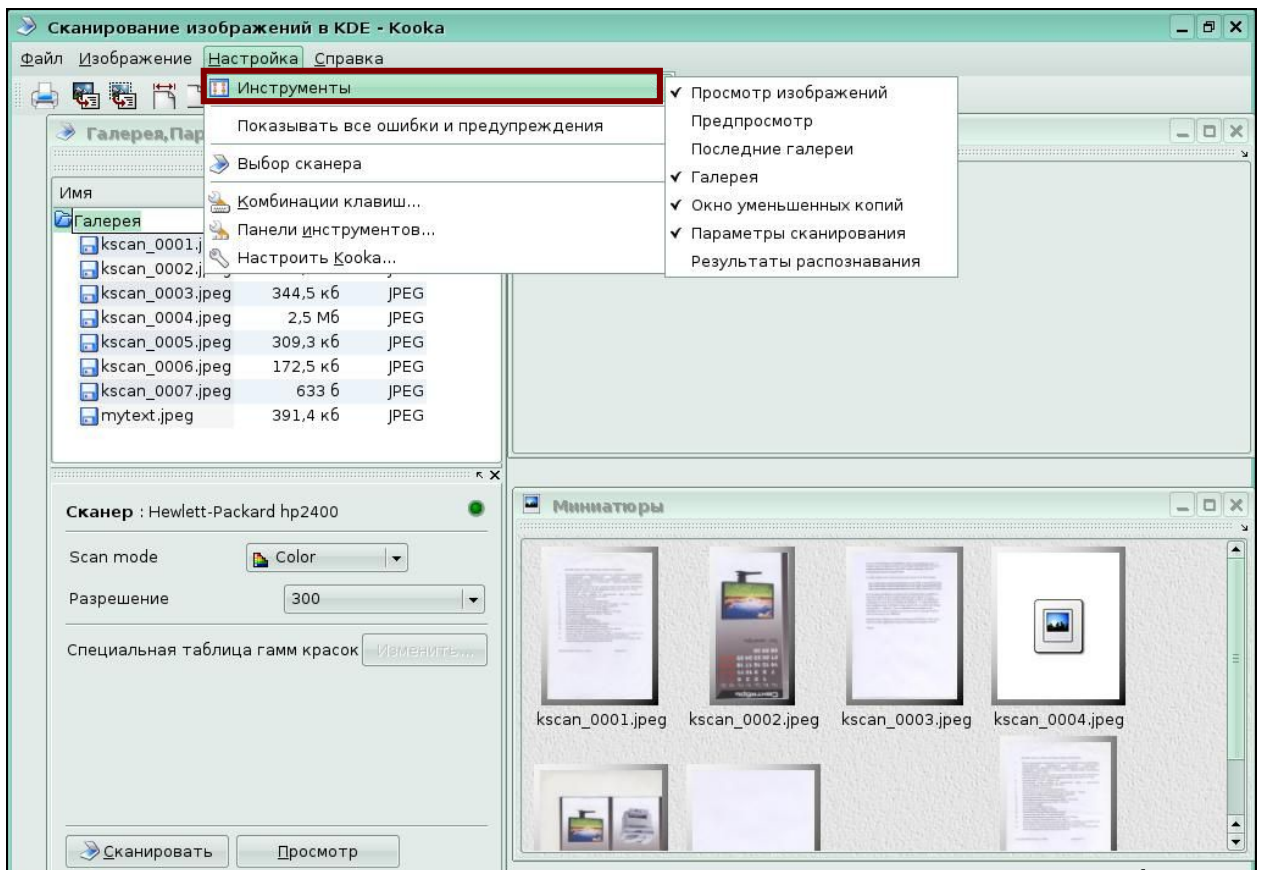 Сканирование изображений в KDE - Kooka
Файл Изображение Настройка Справка
Инструменты
Показывать все ошибки и предупреждения
Выбор сканера
Комбинации клавиш...
Панели инструментов...
Настроить Kooka...
Просмотр изображений
Предпросмотр
Последние галереи
Галерея
Окно уменьшенных копий
Параметры сканирования
Результаты распознавания
Галерея,Пар
Имя
Галерея
kscan_0001.j
kscan_0002.j
kscan_0003.jpeg 344,5 кб JPEG
kscan_0004.jpeg 2,5 Мб JPEG
kscan_0005.jpeg 309,3 кб JPEG
kscan_0006.jpeg 172,5 кб JPEG
kscan_0007.jpeg 633 б JPEG
mytext.jpeg 391,4 кб JPEG
Сканер : Hewlett-Packard hp2400
Scan mode Color
Разрешение 300
Специальная таблица гамм красок Изменить...
Сканировать Просмотр
Миниатюры
kscan_0001.jpeg kscan_0002.jpeg kscan_0003.jpeg kscan_0004.jpeg
Сентябрь